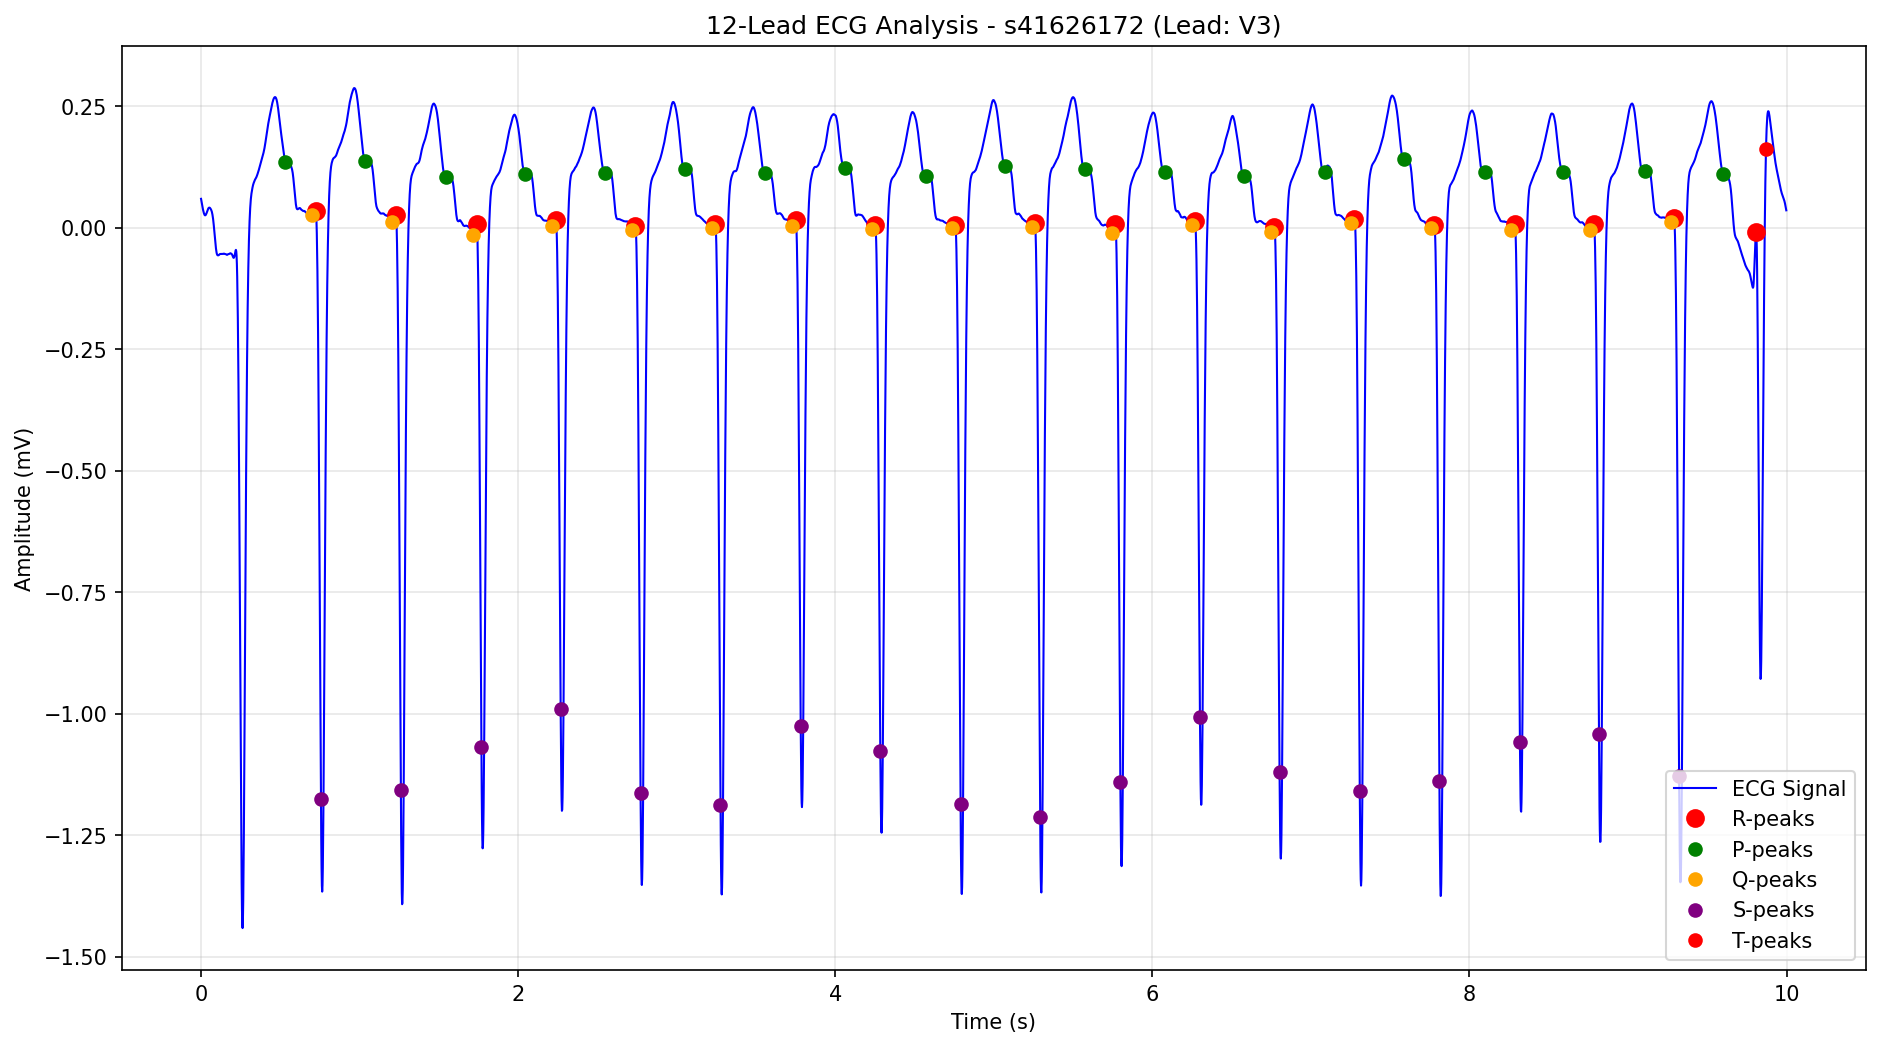 12-Lead ECG Analysis - s41626172 (Lead: V3)
Amplitude (mV)
0.25
0.00
−0.25
−0.50
−0.75
−1.00
−1.25
−1.50
ECG Signal
R-peaks
P-peaks
Q-peaks
S-peaks
T-peaks
0 2 4 6 8 10
Time (s)